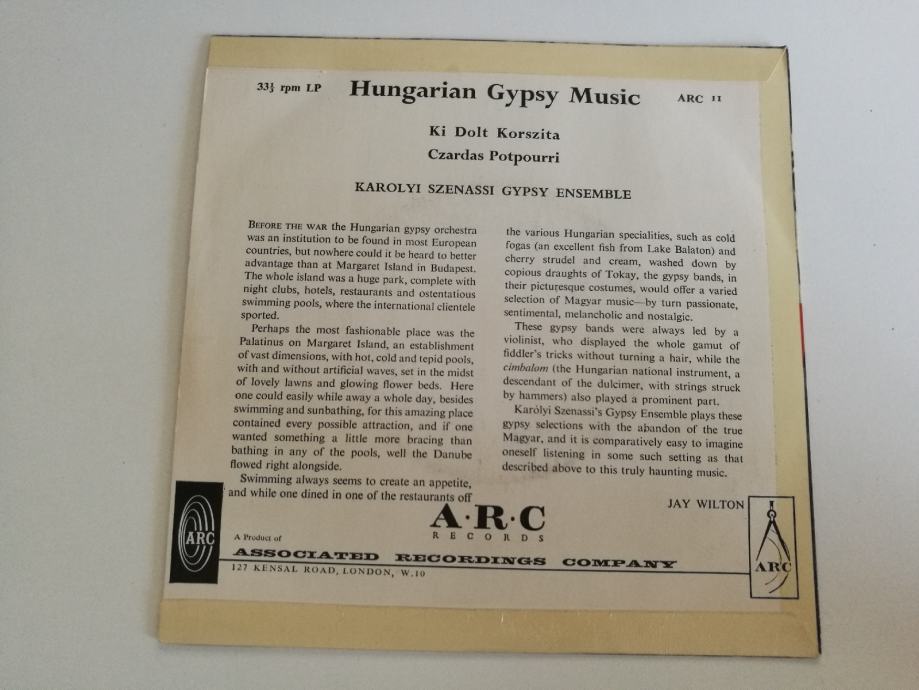 33⅓ rpm LP Hungarian Gypsy Music ARC 11
Ki Dolt Korszita
Czardas Potpourri
KAROLYI SZENASSI GYPSY ENSEMBLE
BEFORE THE WAR the Hungarian gypsy orchestra
was an institution to be found in most European
countries, but nowhere could it be heard to better
advantage than at Margaret Island in Budapest.
The whole island was a huge park, complete with
night clubs, hotels, restaurants and ostentatious
swimming pools, where the international clientele
sported.
Perhaps the most fashionable place was the
Palatinus on Margaret Island, an establishment
of vast dimensions, with hot, cold and tepid pools,
with and without artificial waves, set in the midst
of lovely lawns and glowing flower beds. Here
one could easily while away a whole day, besides
swimming and sunbathing, for this amazing place
contained every possible attraction, and if one
wanted something a little more bracing than
bathing in any of the pools, well the Danube
flowed right alongside.
Swimming always seems to create an appetite,
and while one dined in one of the restaurants off
the various Hungarian specialities, such as cold
fogas (an excellent fish from Lake Balaton) and
cherry strudel and cream, washed down by
copious draughts of Tokay, the gypsy bands, in
their picturesque costumes, would offer a varied
selection of Magyar music—by turn passionate,
sentimental, melancholic and nostalgic.
These gypsy bands were always led by a
violinist, who displayed the whole gamut of
fiddler's tricks without turning a hair, while the
cimbalom (the Hungarian national instrument, a
descendant of the dulcimer, with strings struck
by hammers) also played a prominent part.
Karólyi Szenassi's Gypsy Ensemble plays these
gypsy selections with the abandon of the true
Magyar, and it is comparatively easy to imagine
oneself listening in some such setting as that
described above to this truly haunting music.
JAY WILTON
ARC
A·R·C
RECORDS
A Product of
ASSOCIATED RECORDINGS COMPANY
127 KENSAL ROAD, LONDON, W.10
ARC